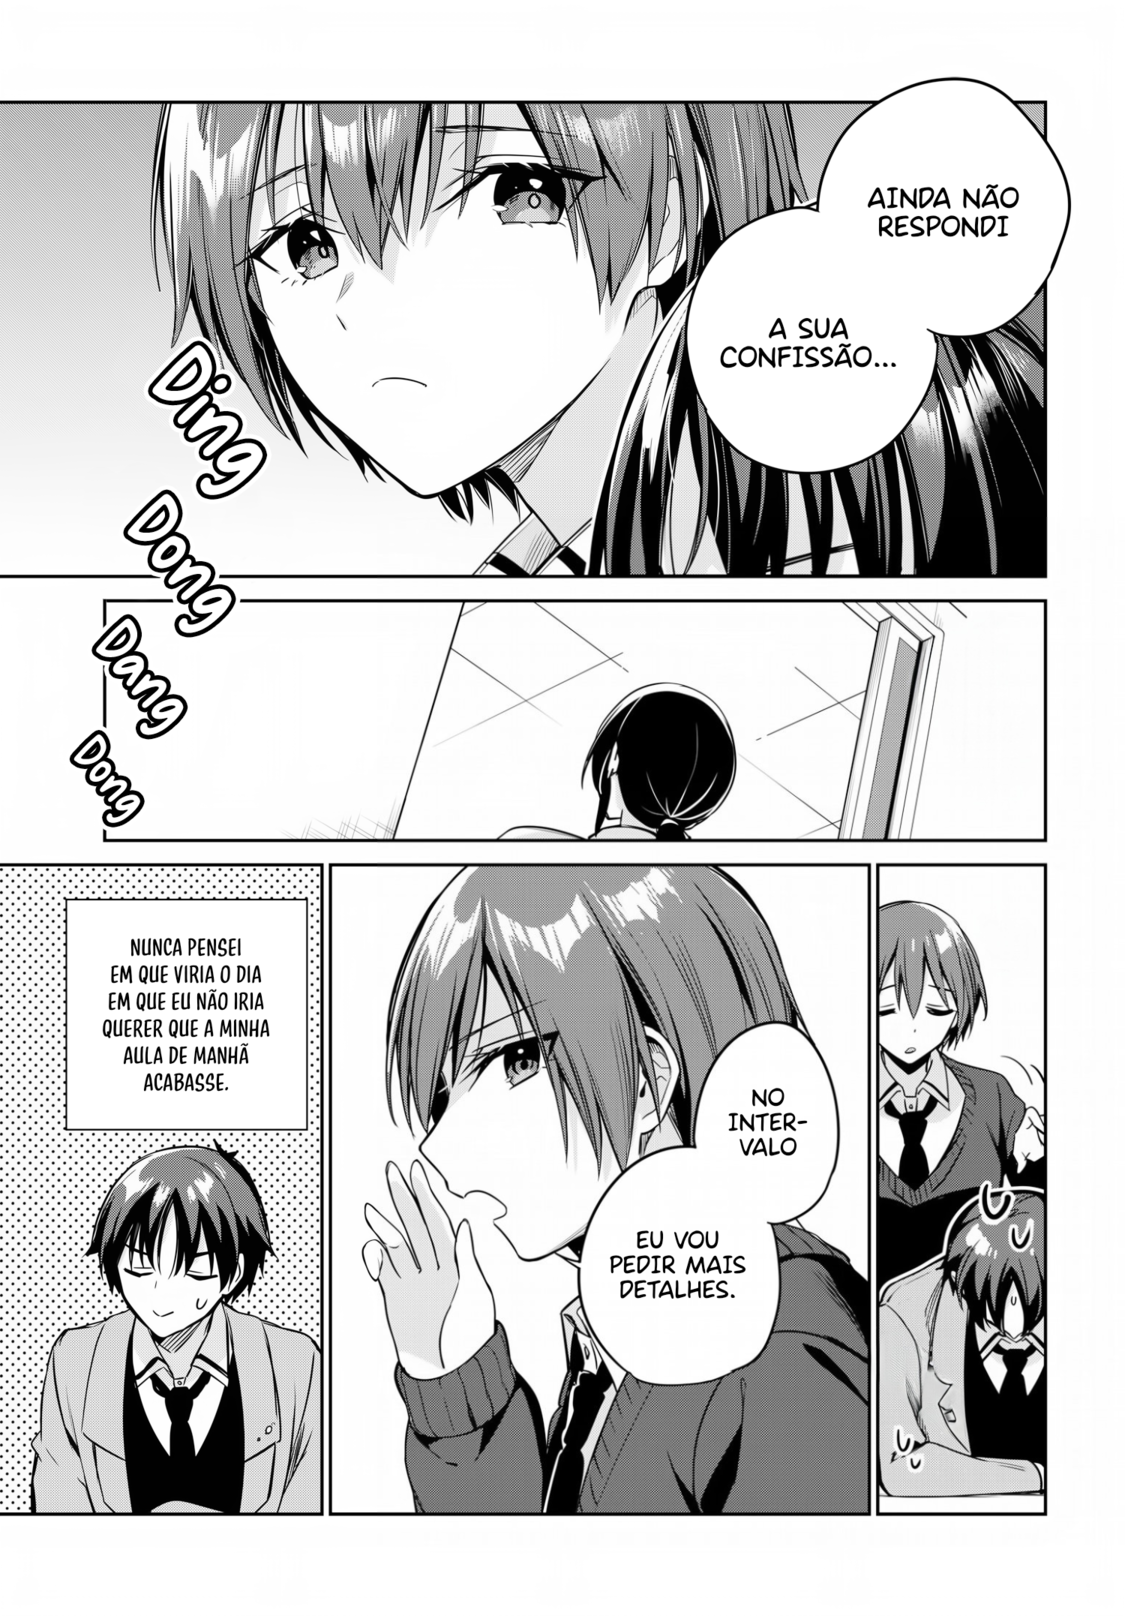 AINDA NÃO
RESPONDI
A SUA
CONFISSÃO...
Ding
Dong
Dang
Dong
NO
INTER-
VALO
EU VOU
PEDIR MAIS
DETALHES.
NUNCA PENSEI
EM QUE VIRIA O DIA
EM QUE EU NÃO IRIA
QUERER QUE A MINHA
AULA DE MANHÃ
ACABASSE.